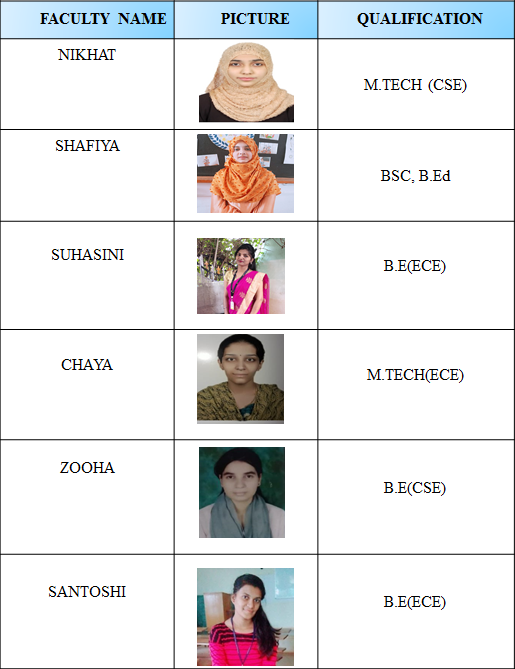 FACULTY NAME PICTURE QUALIFICATION
NIKHAT M.TECH (CSE)
SHAFIYA BSC, B.Ed
SUHASINI B.E(ECE)
CHAYA M.TECH(ECE)
ZOOHA B.E(CSE)
SANTOSHI B.E(ECE)